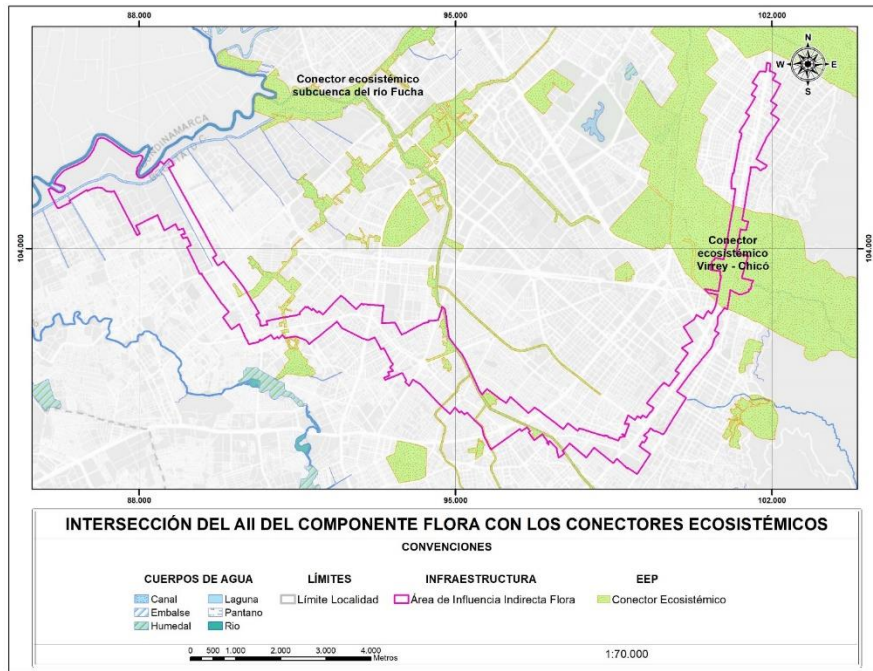 88.000
95.000
102.000
N
W
E
S
Conector ecosistémico
subcuenca del río Fucha
104.000
104.000
Conector
ecosistémico
Virrey - Chicó
88.000
95.000
102.000
INTERSECCIÓN DEL AII DEL COMPONENTE FLORA CON LOS CONECTORES ECOSISTÉMICOS
CONVENCIONES
CUERPOS DE AGUA
LÍMITES
INFRAESTRUCTURA
EEP
Canal
Laguna
Límite Localidad
Área de Influencia Indirecta Flora
Conector Ecosistémico
Embalse
Pantano
Humedal
Rio
0 500 1.000 2.000 3.000 4.000
Metros
1:70.000